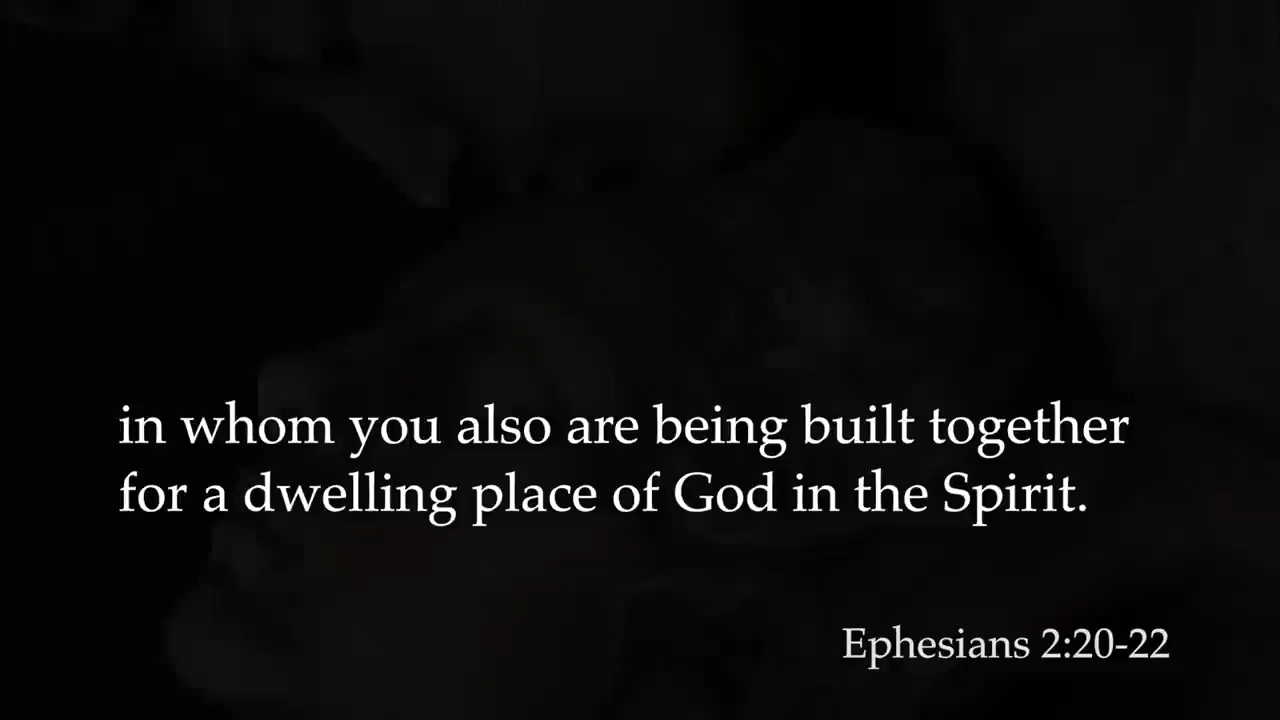 in whom you also are being built together
for a dwelling place of God in the Spirit.
Ephesians 2:20-22